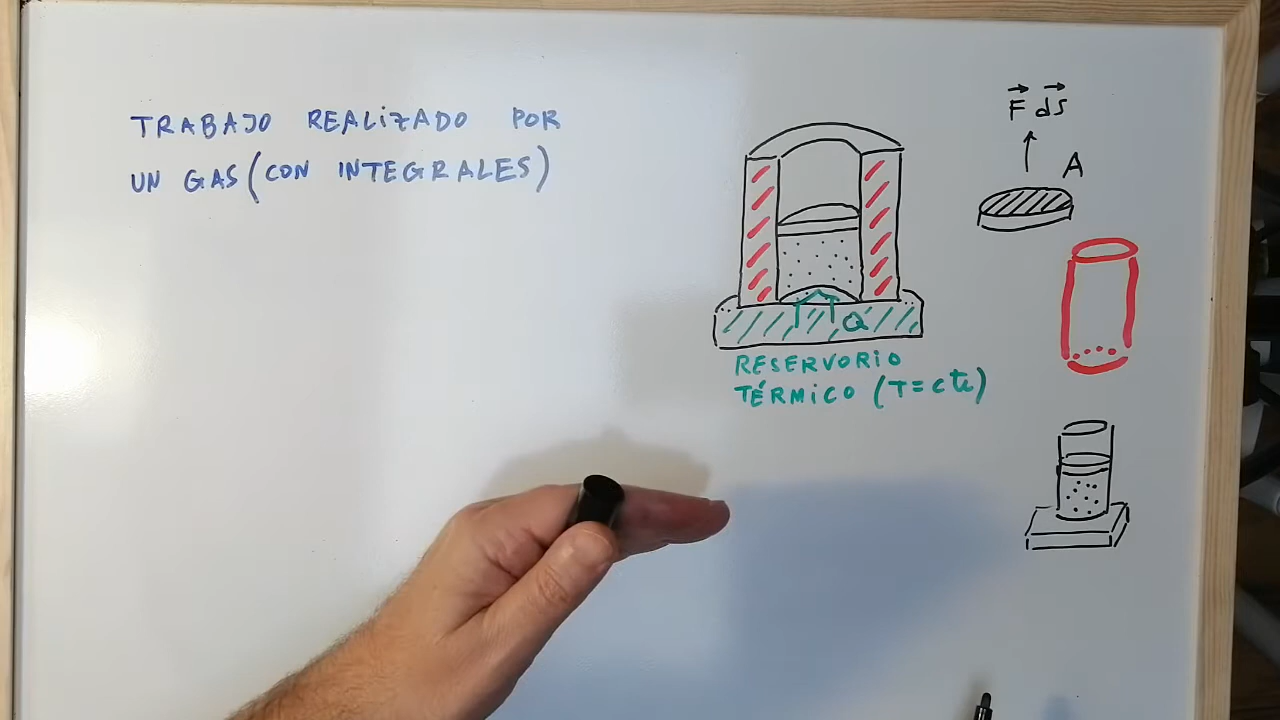 TRABAJO REALIZADO POR
UN GAS (CON INTEGRALES)
F dS
A
Q
RESERVORIO
TÉRMICO (T = cte)